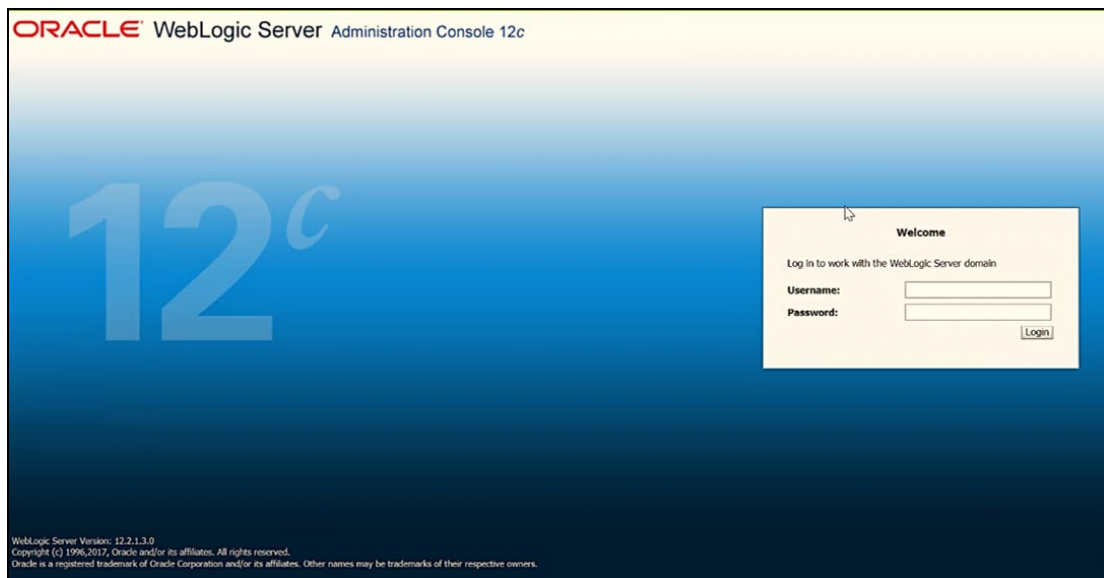 ORACLE WebLogic Server Administration Console 12c
12c
Welcome
Log in to work with the WebLogic Server domain
Username:
Password:
Login
WebLogic Server Version: 12.2.1.3.0
Copyright (c) 1996,2017, Oracle and/or its affiliates. All rights reserved.
Oracle is a registered trademark of Oracle Corporation and/or its affiliates. Other names may be trademarks of their respective owners.